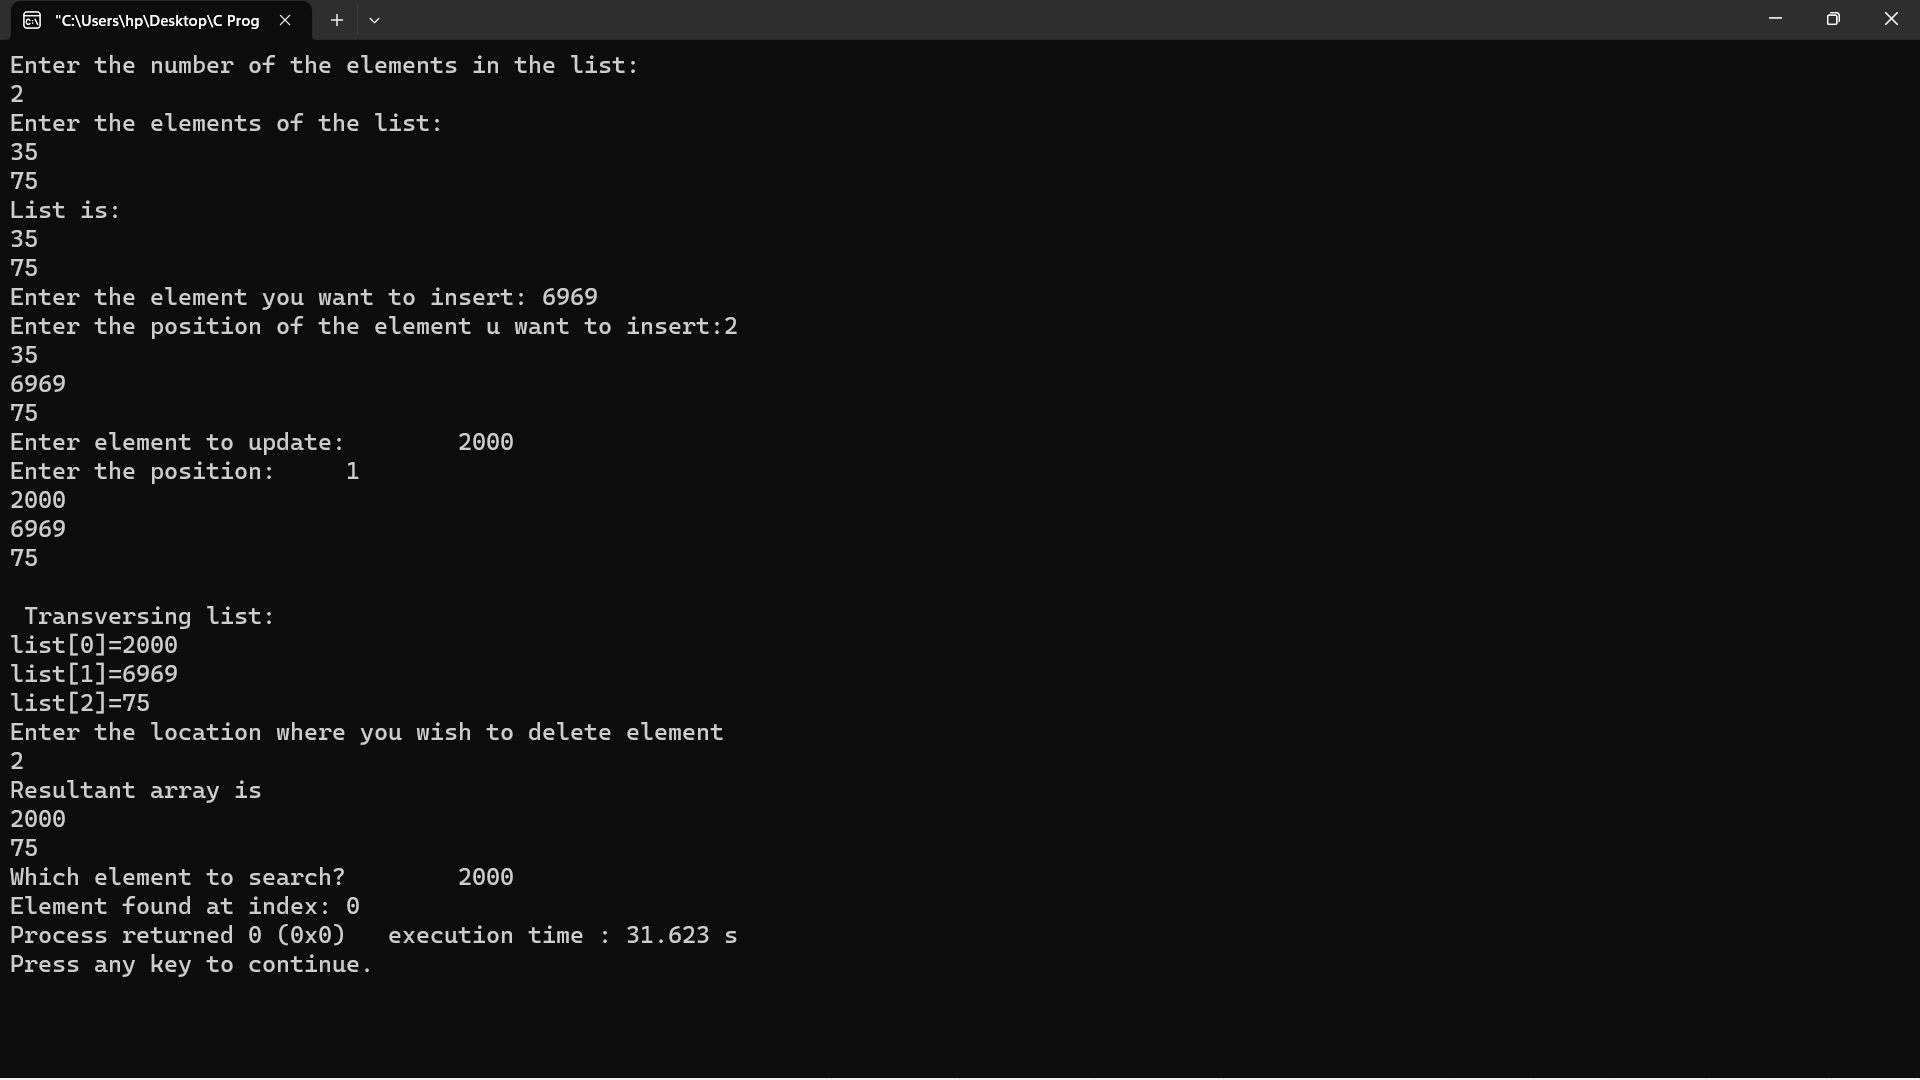 "C:\Users\hp\Desktop\C Prog
Enter the number of the elements in the list:
2
Enter the elements of the list:
35
75
List is:
35
75
Enter the element you want to insert: 6969
Enter the position of the element u want to insert:2
35
6969
75
Enter element to update:        2000
Enter the position:     1
2000
6969
75

 Transversing list:
list[0]=2000
list[1]=6969
list[2]=75
Enter the location where you wish to delete element
2
Resultant array is
2000
75
Which element to search?        2000
Element found at index: 0
Process returned 0 (0x0)   execution time : 31.623 s
Press any key to continue.